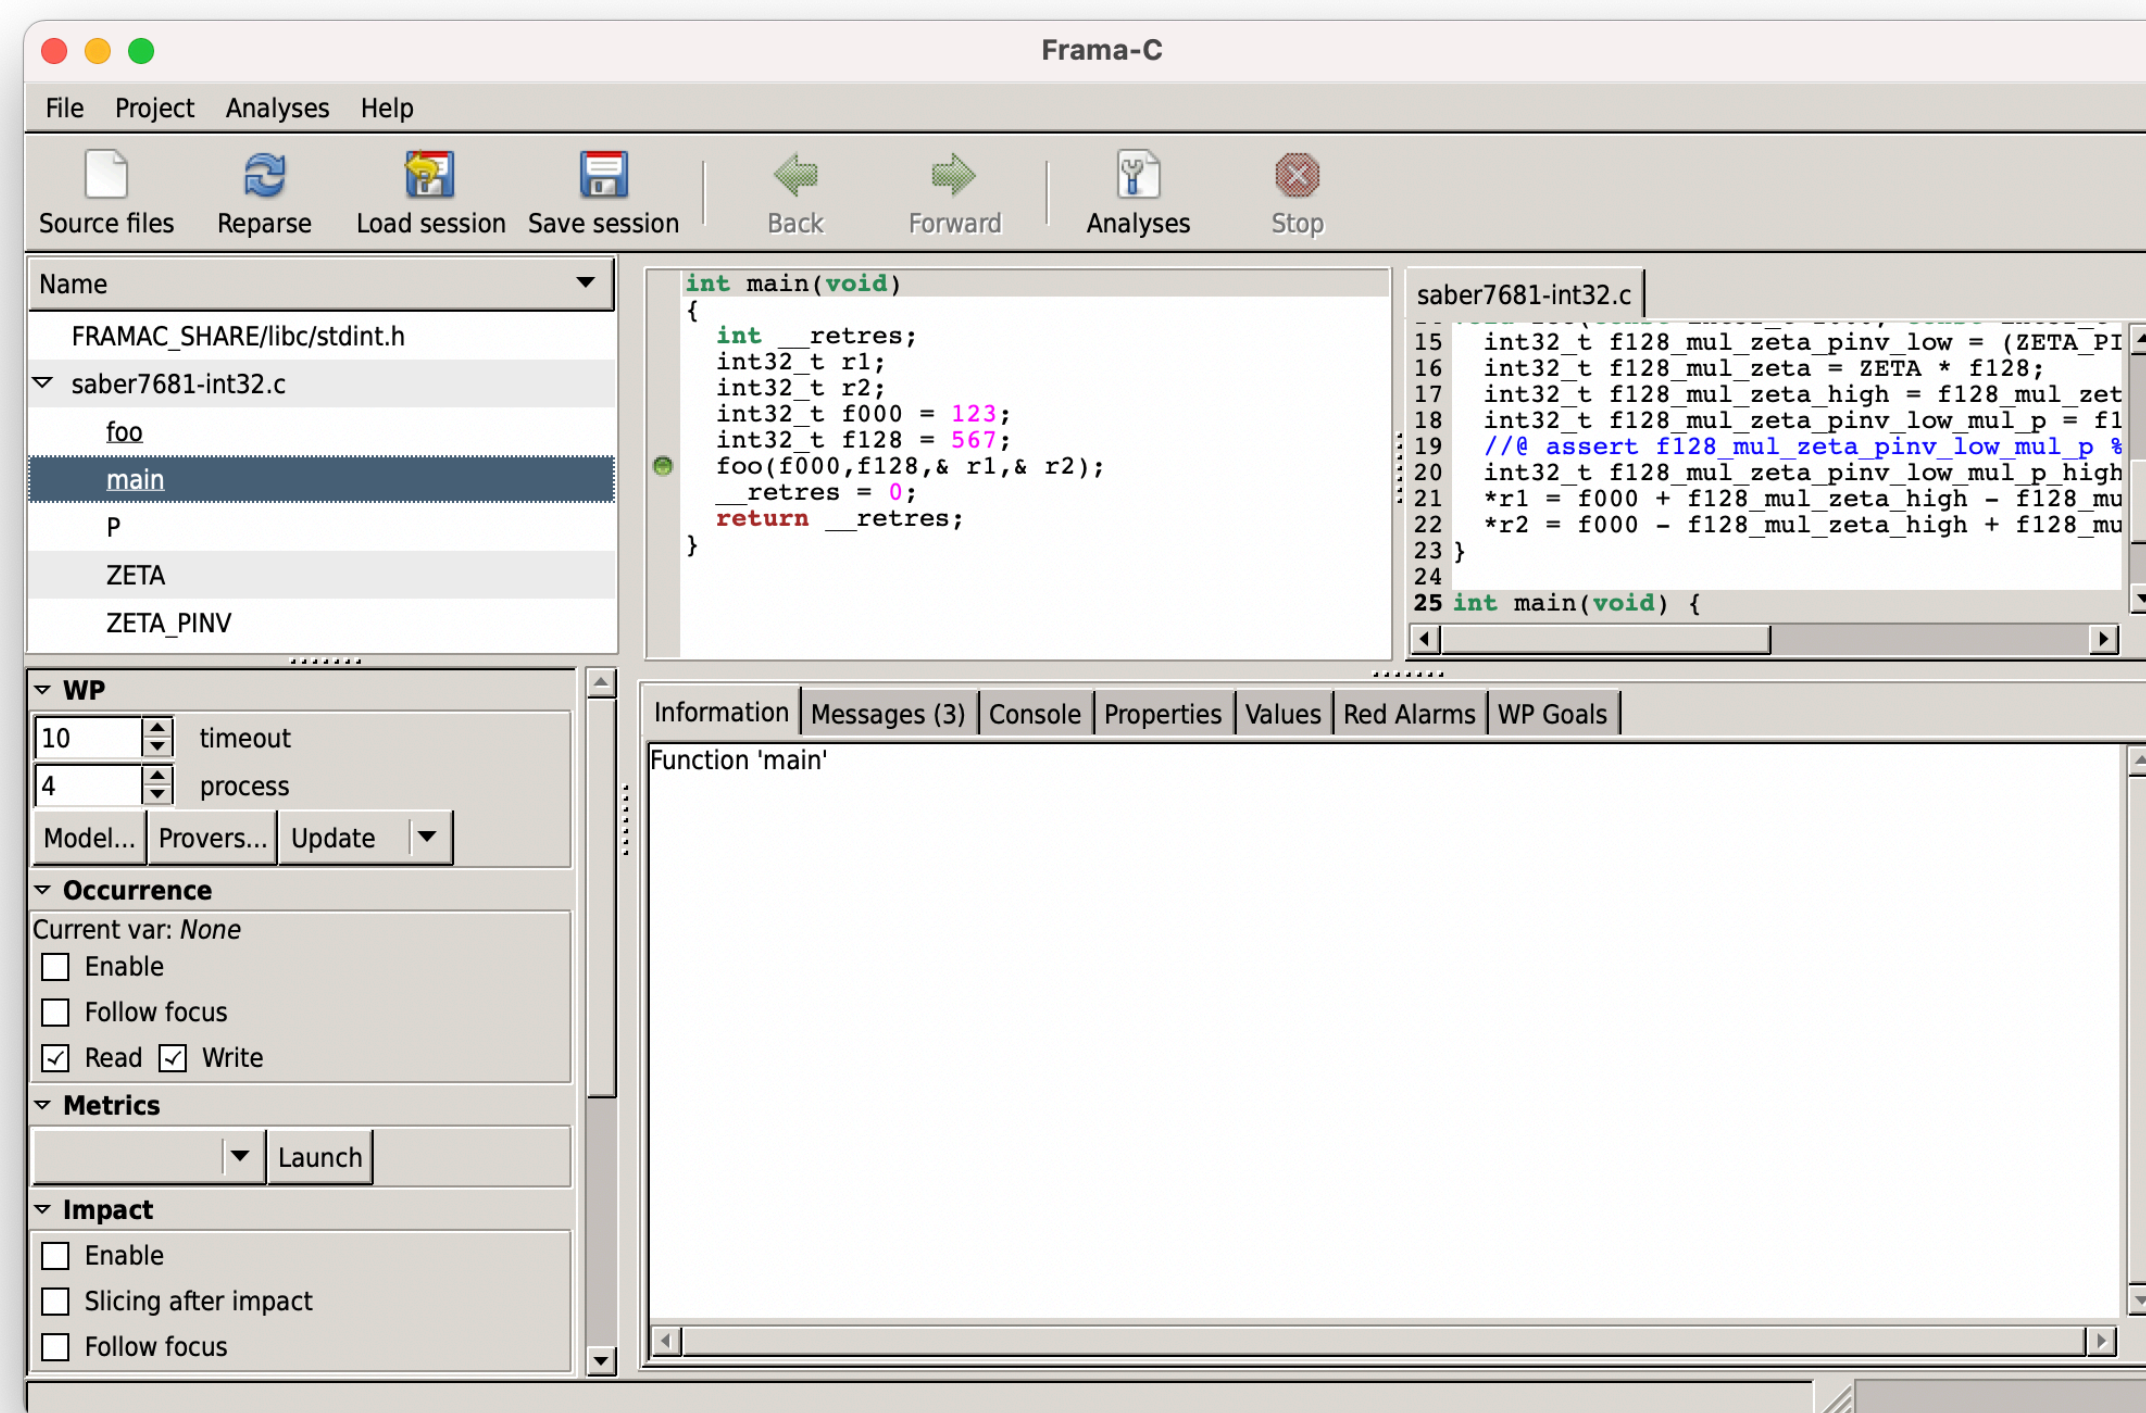 Frama-C
File Project Analyses Help
Source files Reparse Load session Save session Back Forward Analyses Stop
Name
FRAMAC_SHARE/libc/stdint.h
saber7681-int32.c
foo
main
P
ZETA
ZETA_PINV
int main(void)
{
int __retres;
int32_t r1;
int32_t r2;
int32_t f000 = 123;
int32_t f128 = 567;
foo(f000,f128,& r1,& r2);
__retres = 0;
return __retres;
}
saber7681-int32.c
15 int32_t f128_mul_zeta_pinv_low = (ZETA_PI
16 int32_t f128_mul_zeta = ZETA * f128;
17 int32_t f128_mul_zeta_high = f128_mul_zet
18 int32_t f128_mul_zeta_pinv_low_mul_p = f1
19 //@ assert f128_mul_zeta_pinv_low_mul_p %
20 int32_t f128_mul_zeta_pinv_low_mul_p_high
21 *r1 = f000 + f128_mul_zeta_high - f128_mu
22 *r2 = f000 - f128_mul_zeta_high + f128_mu
23 }
24
25 int main(void) {
WP
10 timeout
4 process
Model... Provers... Update
Occurrence
Current var: None
Enable
Follow focus
Read Write
Metrics
Launch
Impact
Enable
Slicing after impact
Follow focus
Information Messages (3) Console Properties Values Red Alarms WP Goals
Function 'main'